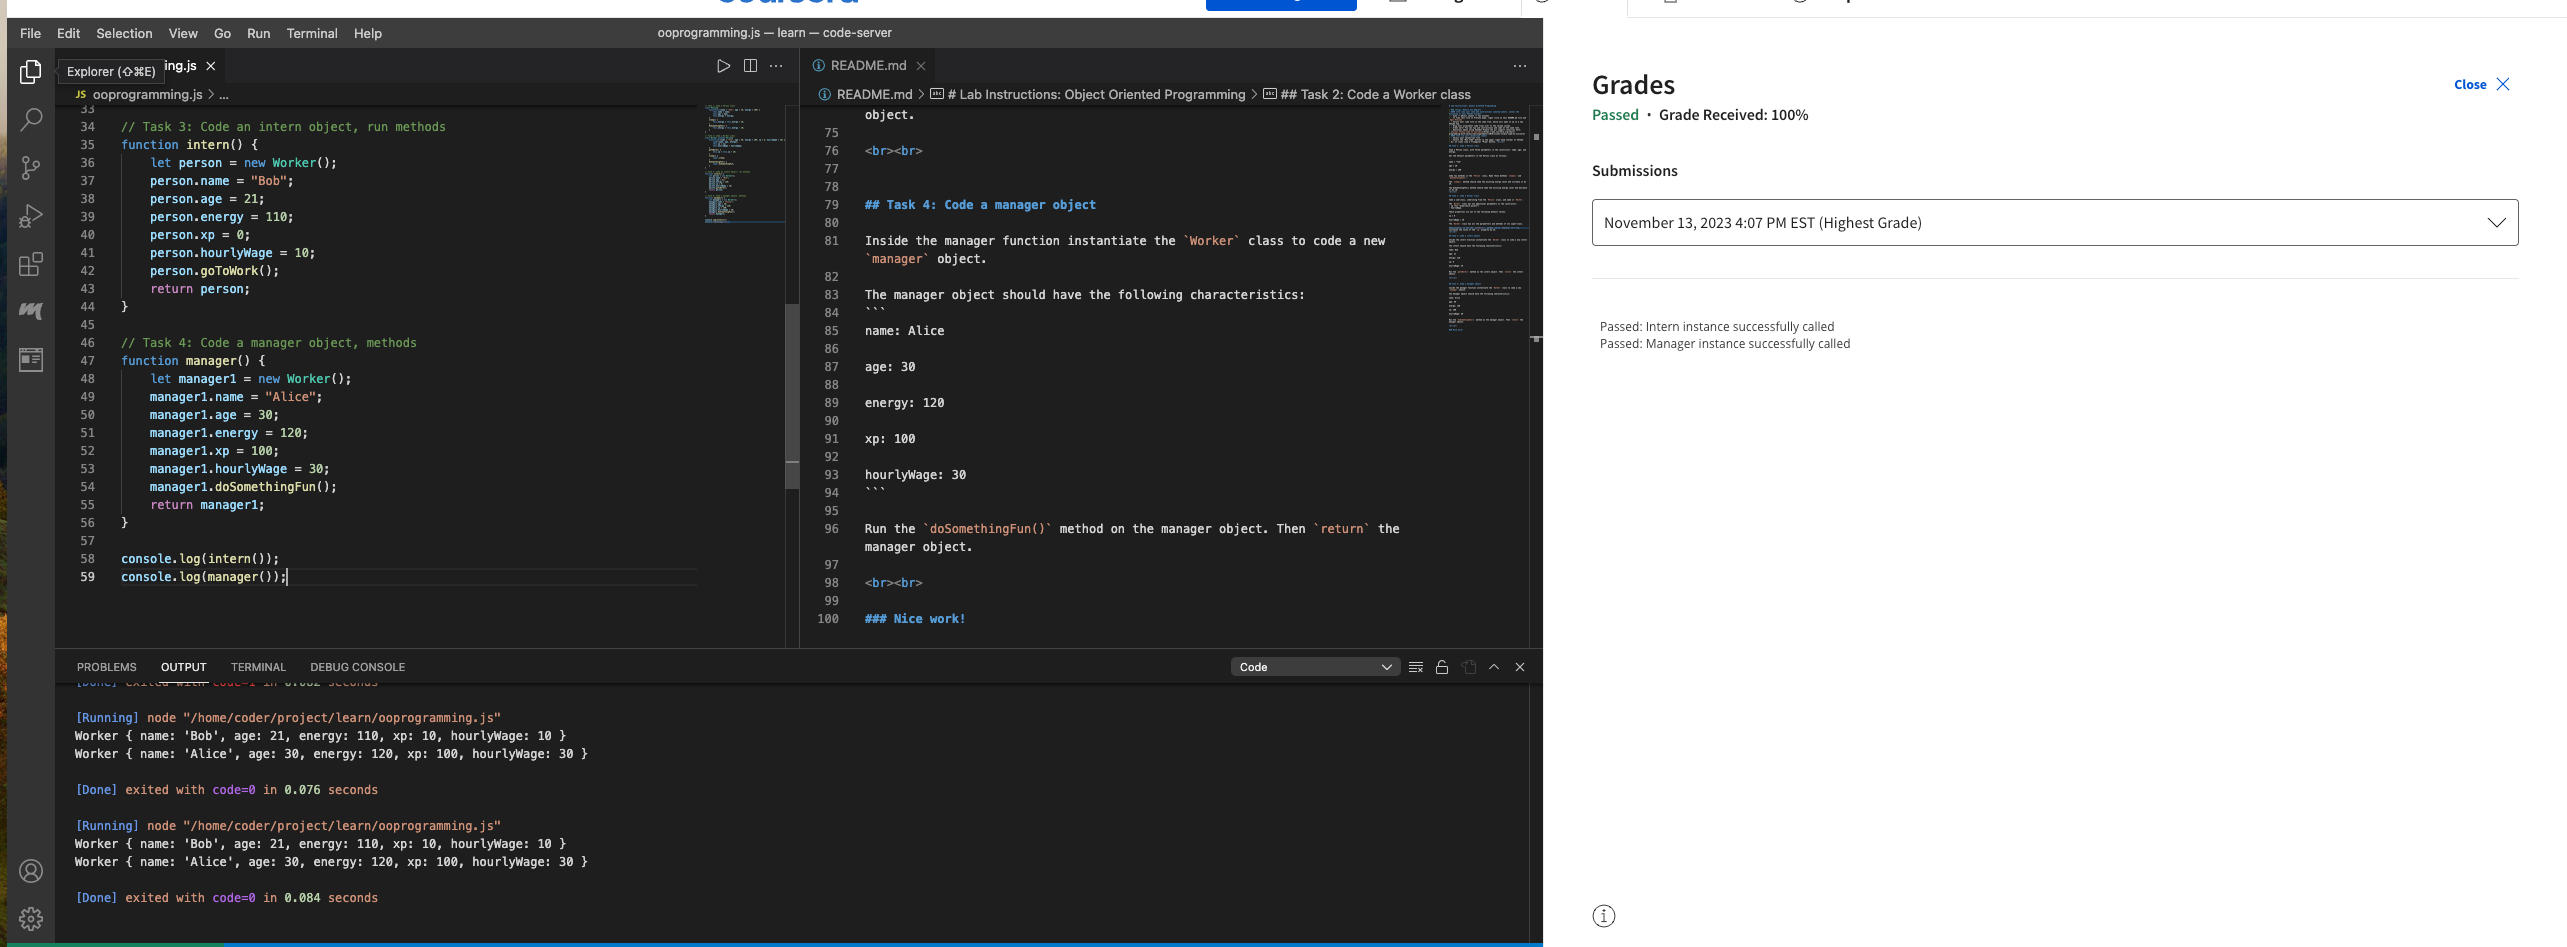 File Edit Selection View Go Run Terminal Help
ooprogramming.js — learn — code-server
Explorer (⇧⌘E)
ing.js
JS ooprogramming.js > ...
33
34 // Task 3: Code an intern object, run methods
35 function intern() {
36 let person = new Worker();
37 person.name = "Bob";
38 person.age = 21;
39 person.energy = 110;
40 person.xp = 0;
41 person.hourlyWage = 10;
42 person.goToWork();
43 return person;
44 }
45
46 // Task 4: Code a manager object, methods
47 function manager() {
48 let manager1 = new Worker();
49 manager1.name = "Alice";
50 manager1.age = 30;
51 manager1.energy = 120;
52 manager1.xp = 100;
53 manager1.hourlyWage = 30;
54 manager1.doSomethingFun();
55 return manager1;
56 }
57
58 console.log(intern());
59 console.log(manager());
README.md
README.md > # Lab Instructions: Object Oriented Programming > ## Task 2: Code a Worker class
object.
75
76 <br><br>
77
78
79 ## Task 4: Code a manager object
80
81 Inside the manager function instantiate the `Worker` class to code a new
`manager` object.
82
83 The manager object should have the following characteristics:
84 ```
85 name: Alice
86
87 age: 30
88
89 energy: 120
90
91 xp: 100
92
93 hourlyWage: 30
94 ```
95
96 Run the `doSomethingFun()` method on the manager object. Then `return` the
manager object.
97
98 <br><br>
99
100 ### Nice work!
PROBLEMS OUTPUT TERMINAL DEBUG CONSOLE
Code
[Done] exited with code=1 in 0.082 seconds
[Running] node "/home/coder/project/learn/ooprogramming.js"
Worker { name: 'Bob', age: 21, energy: 110, xp: 10, hourlyWage: 10 }
Worker { name: 'Alice', age: 30, energy: 120, xp: 100, hourlyWage: 30 }
[Done] exited with code=0 in 0.076 seconds
[Running] node "/home/coder/project/learn/ooprogramming.js"
Worker { name: 'Bob', age: 21, energy: 110, xp: 10, hourlyWage: 10 }
Worker { name: 'Alice', age: 30, energy: 120, xp: 100, hourlyWage: 30 }
[Done] exited with code=0 in 0.084 seconds
Grades
Close
Passed · Grade Received: 100%
Submissions
November 13, 2023 4:07 PM EST (Highest Grade)
Passed: Intern instance successfully called
Passed: Manager instance successfully called